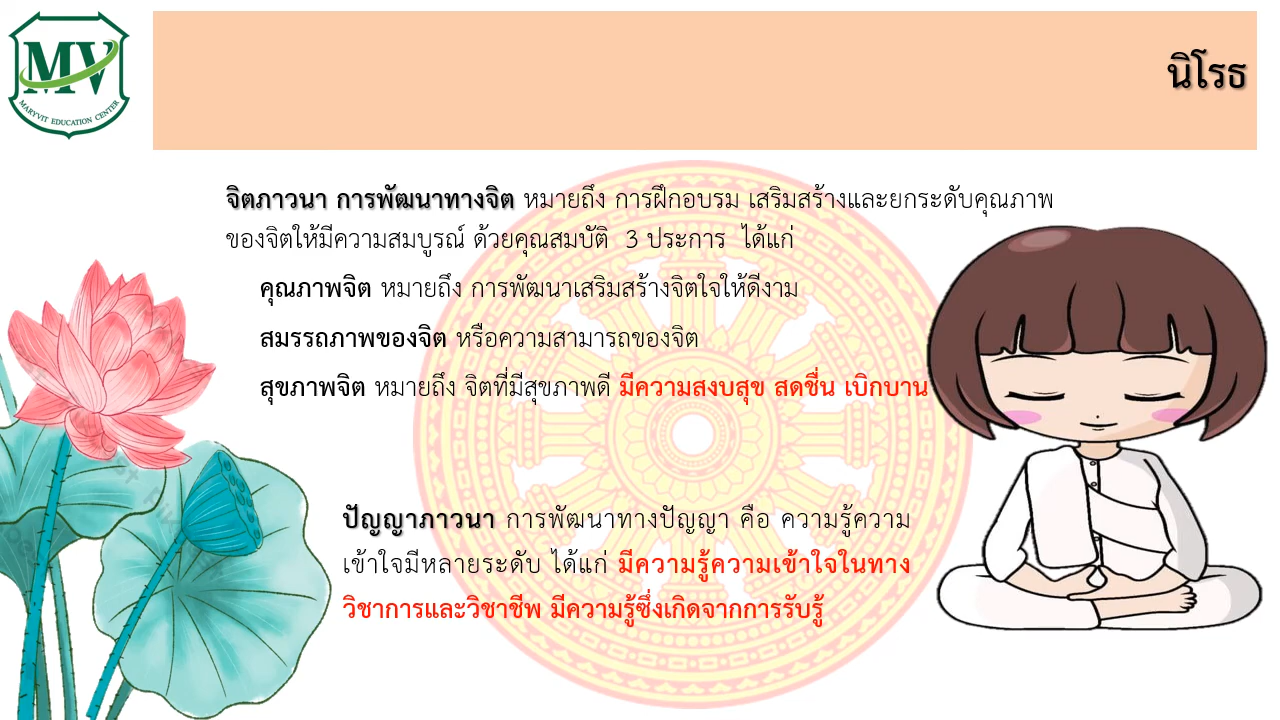 MV
MARYVIT EDUCATION CENTER
นิโรธ
จิตภาวนา การพัฒนาทางจิต หมายถึง การฝึกอบรม เสริมสร้างและยกระดับคุณภาพ
ของจิตให้มีความสมบูรณ์ ด้วยคุณสมบัติ 3 ประการ ได้แก่
คุณภาพจิต หมายถึง การพัฒนาเสริมสร้างจิตใจให้ดีงาม
สมรรถภาพของจิต หรือความสามารถของจิต
สุขภาพจิต หมายถึง จิตที่มีสุขภาพดี มีความสงบสุข สดชื่น เบิกบาน
ปัญญาภาวนา การพัฒนาทางปัญญา คือ ความรู้ความ
เข้าใจมีหลายระดับ ได้แก่ มีความรู้ความเข้าใจในทาง
วิชาการและวิชาชีพ มีความรู้ซึ่งเกิดจากการรับรู้